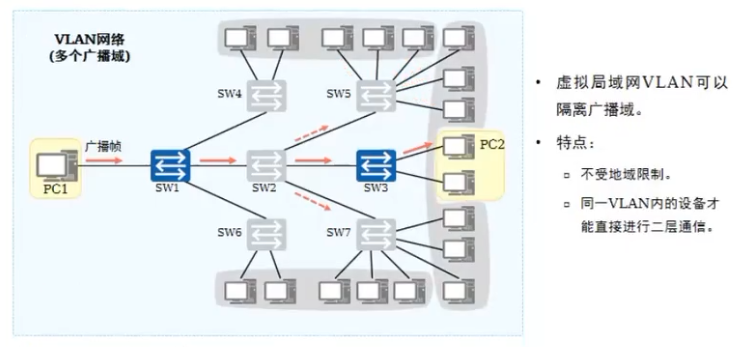 VLAN网络
(多个广播域)
SW4
SW5
广播帧
PC1
SW1
SW2
SW3
PC2
SW6
SW7
• 虚拟局域网VLAN可以
隔离广播域。
• 特点：
▫ 不受地域限制。
▫ 同一VLAN内的设备才
能直接进行二层通信。